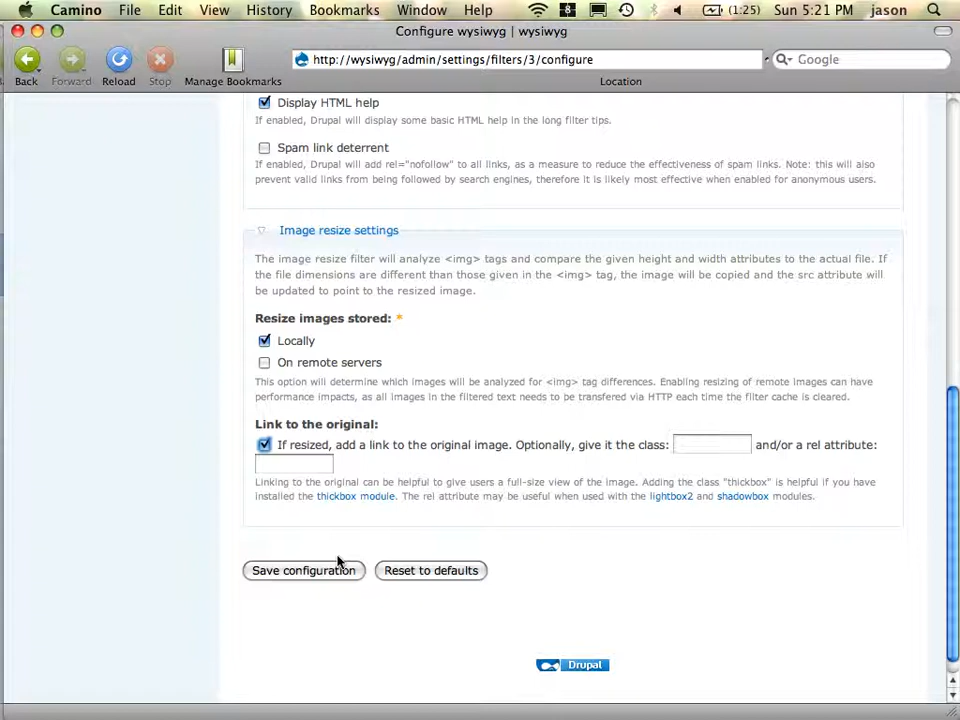 Camino File Edit View History Bookmarks Window Help (1:25) Sun 5:21 PM jason
Configure wysiwyg | wysiwyg
http://wysiwyg/admin/settings/filters/3/configure Google
Back Forward Reload Stop Manage Bookmarks Location
Display HTML help
If enabled, Drupal will display some basic HTML help in the long filter tips.
Spam link deterrent
If enabled, Drupal will add rel="nofollow" to all links, as a measure to reduce the effectiveness of spam links. Note: this will also
prevent valid links from being followed by search engines, therefore it is likely most effective when enabled for anonymous users.
Image resize settings
The image resize filter will analyze <img> tags and compare the given height and width attributes to the actual file. If
the file dimensions are different than those given in the <img> tag, the image will be copied and the src attribute will
be updated to point to the resized image.
Resize images stored: *
Locally
On remote servers
This option will determine which images will be analyzed for <img> tag differences. Enabling resizing of remote images can have
performance impacts, as all images in the filtered text needs to be transfered via HTTP each time the filter cache is cleared.
Link to the original:
If resized, add a link to the original image. Optionally, give it the class: and/or a rel attribute:
Linking to the original can be helpful to give users a full-size view of the image. Adding the class "thickbox" is helpful if you have
installed the thickbox module. The rel attribute may be useful when used with the lightbox2 and shadowbox modules.
Save configuration Reset to defaults
Drupal